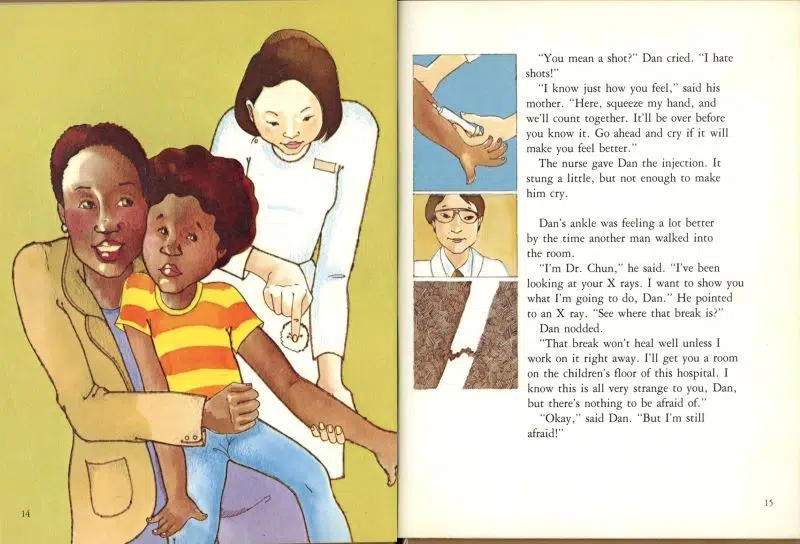 14
“You mean a shot?” Dan cried. “I hate
shots!”
“I know just how you feel,” said his
mother. “Here, squeeze my hand, and
we’ll count together. It’ll be over before
you know it. Go ahead and cry if it will
make you feel better.”
The nurse gave Dan the injection. It
stung a little, but not enough to make
him cry.
Dan’s ankle was feeling a lot better
by the time another man walked into
the room.
“I’m Dr. Chun,” he said. “I’ve been
looking at your X rays. I want to show you
what I’m going to do, Dan.” He pointed
to an X ray. “See where that break is?”
Dan nodded.
“That break won’t heal well unless I
work on it right away. I’ll get you a room
on the children’s floor of this hospital. I
know this is all very strange to you, Dan,
but there’s nothing to be afraid of.”
“Okay,” said Dan. “But I’m still
afraid!”
15